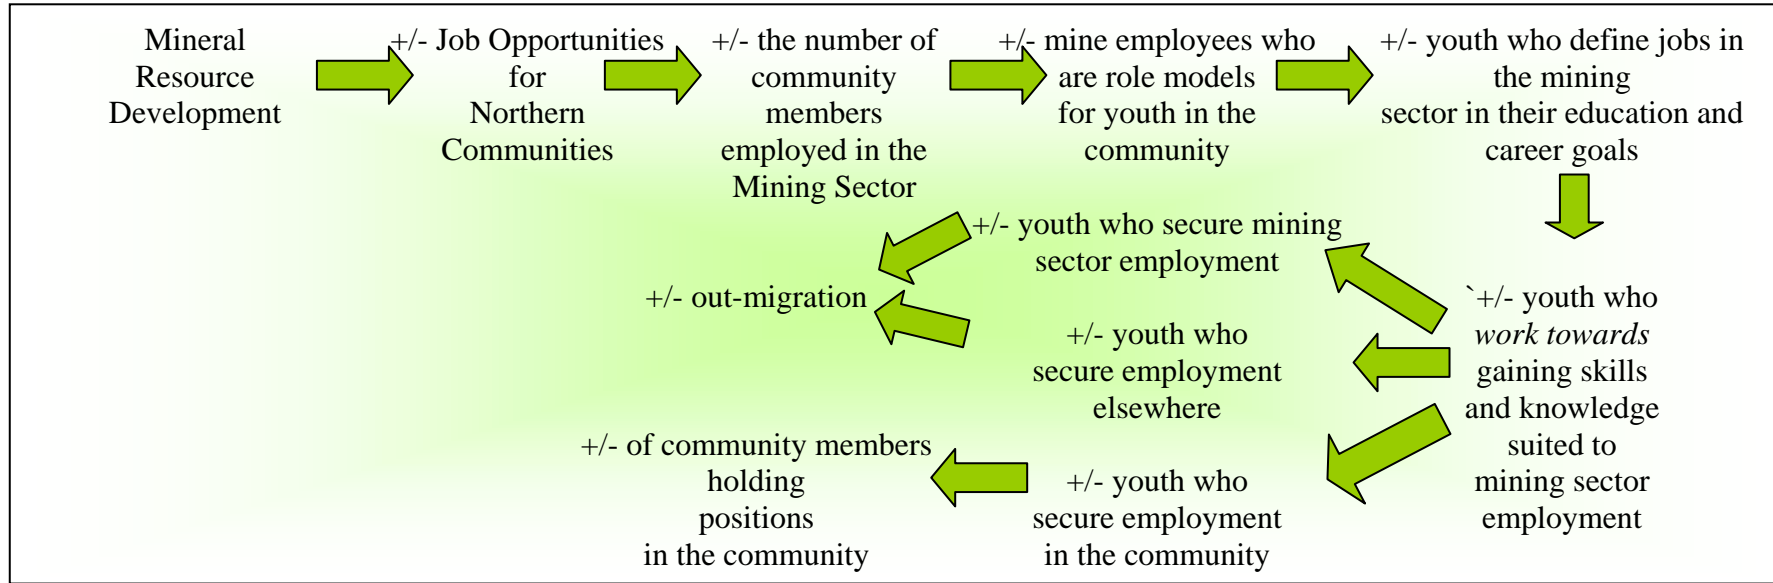 Mineral
Resource
Development
+/- Job Opportunities
for
Northern
Communities
+/- the number of
community
members
employed in the
Mining Sector
+/- mine employees who
are role models
for youth in the
community
+/- youth who define jobs in
the mining
sector in their education and
career goals
`+/- youth who
work towards
gaining skills
and knowledge
suited to
mining sector
employment
+/- youth who secure mining
sector employment
+/- youth who
secure employment
elsewhere
+/- out-migration
+/- youth who
secure employment
in the community
+/- of community members
holding
positions
in the community